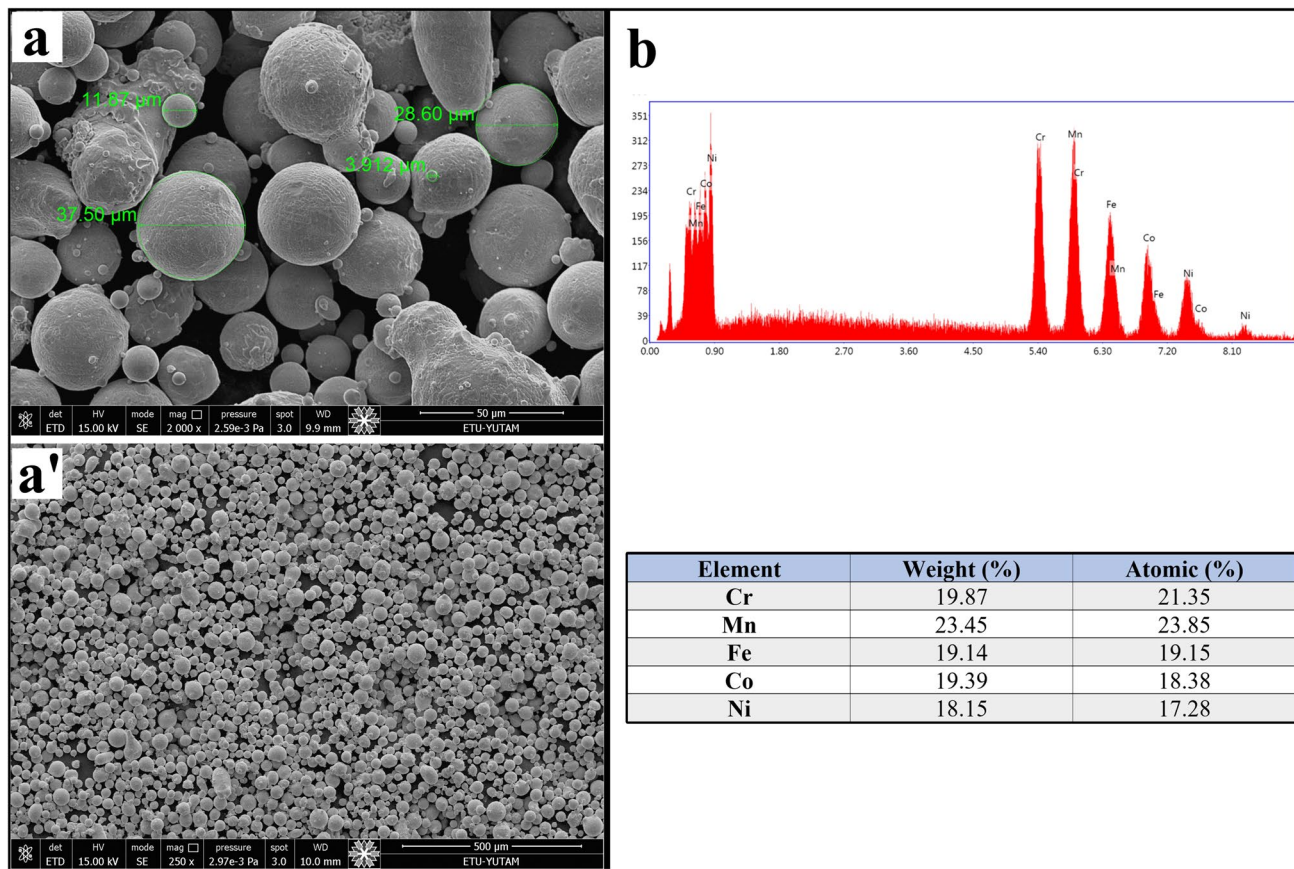 a
11.87 µm
28.60 µm
3.912 µm
37.50 µm
det HV mode mag pressure spot WD
ETD 15.00 kV SE 2 000 x 2.59e-3 Pa 3.0 9.9 mm
50 µm
ETU-YUTAM
a'
det HV mode mag pressure spot WD
ETD 15.00 kV SE 250 x 2.97e-3 Pa 3.0 10.0 mm
500 µm
ETU-YUTAM
b
351
312
273
234
195
156
117
78
39
0
Cr
Mn
Fe
Co
Ni
Cr
Mn
Cr
Fe
Mn
Co
Fe
Ni
Co
Ni
0.00 0.90 1.80 2.70 3.60 4.50 5.40 6.30 7.20 8.10
Element Weight (%) Atomic (%)
Cr 19.87 21.35
Mn 23.45 23.85
Fe 19.14 19.15
Co 19.39 18.38
Ni 18.15 17.28